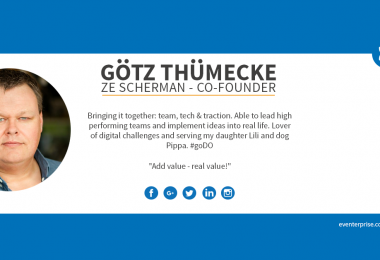 GÖTZ THÜMECKE
ZE SCHERMAN - CO-FOUNDER
Bringing it together: team, tech & traction. Able to lead high
performing teams and implement ideas into real life. Lover
of digital challenges and serving my daughter Lili and dog
Pippa. #goDO
"Add value - real value!"
eventerprise.co